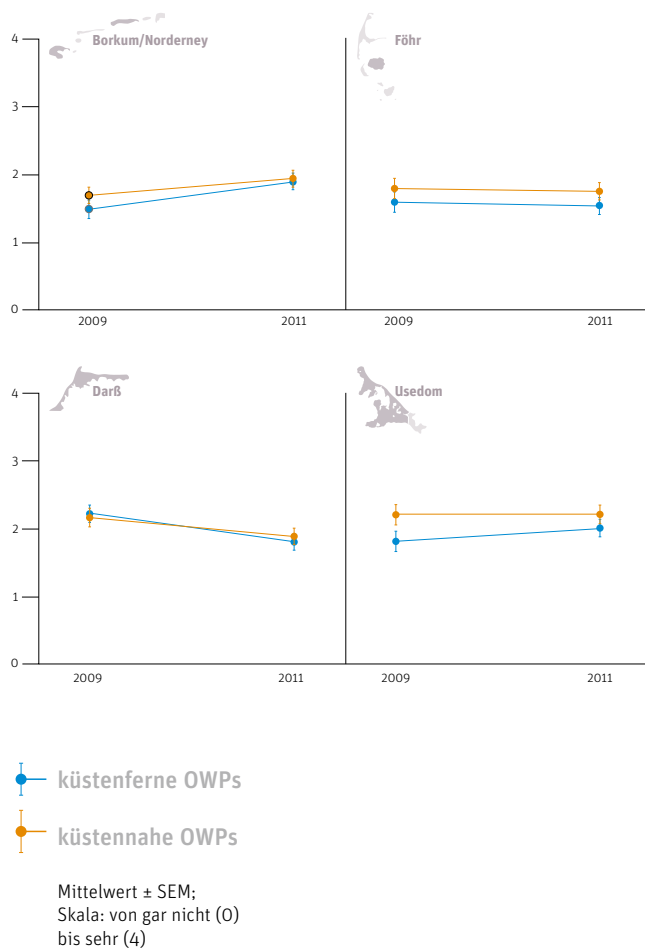 Borkum/Norderney
Föhr
4
3
2
1
0
2009
2011
2009
2011
Darß
Usedom
4
3
2
1
0
2009
2011
2009
2011
küstenferne OWPs
küstennahe OWPs
Mittelwert ± SEM;
Skala: von gar nicht (0)
bis sehr (4)